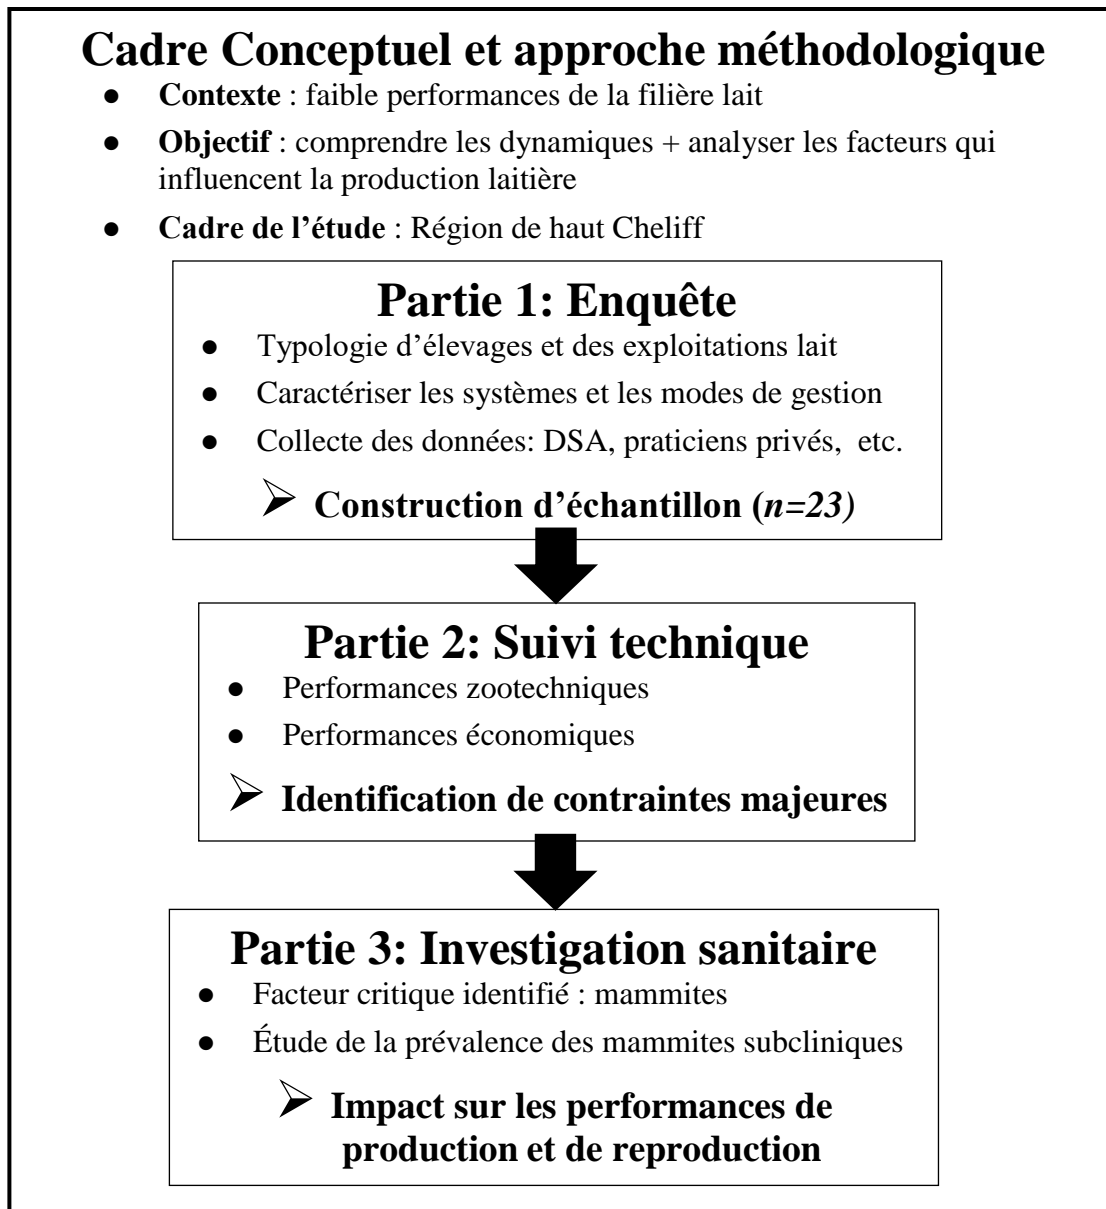 Cadre Conceptuel et approche méthodologique
● Contexte : faible performances de la filière lait
● Objectif : comprendre les dynamiques + analyser les facteurs qui
influencent la production laitière
● Cadre de l’étude : Région de haut Cheliff
Partie 1: Enquête
● Typologie d’élevages et des exploitations lait
● Caractériser les systèmes et les modes de gestion
● Collecte des données: DSA, praticiens privés, etc.
➢ Construction d’échantillon (n=23)
Partie 2: Suivi technique
● Performances zootechniques
● Performances économiques
➢ Identification de contraintes majeures
Partie 3: Investigation sanitaire
● Facteur critique identifié : mammites
● Étude de la prévalence des mammites subcliniques
➢ Impact sur les performances de
production et de reproduction